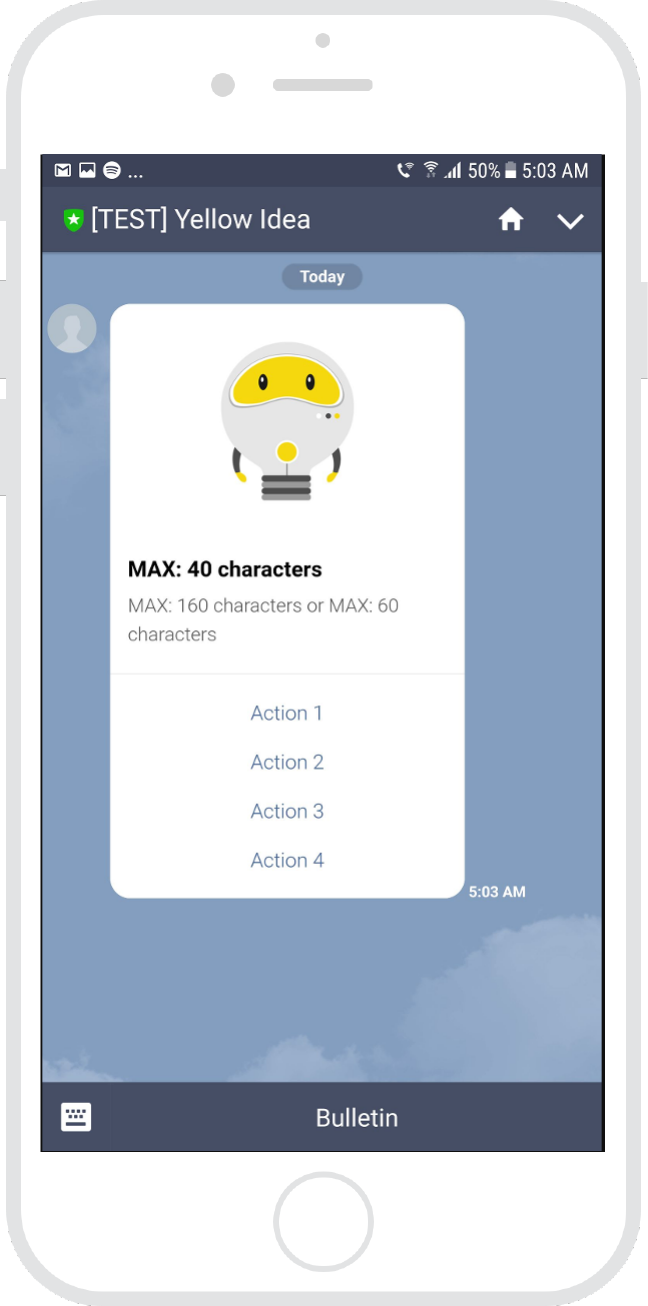 ... 50% 5:03 AM
[TEST] Yellow Idea
Today
MAX: 40 characters
MAX: 160 characters or MAX: 60
characters
Action 1
Action 2
Action 3
Action 4
5:03 AM
Bulletin